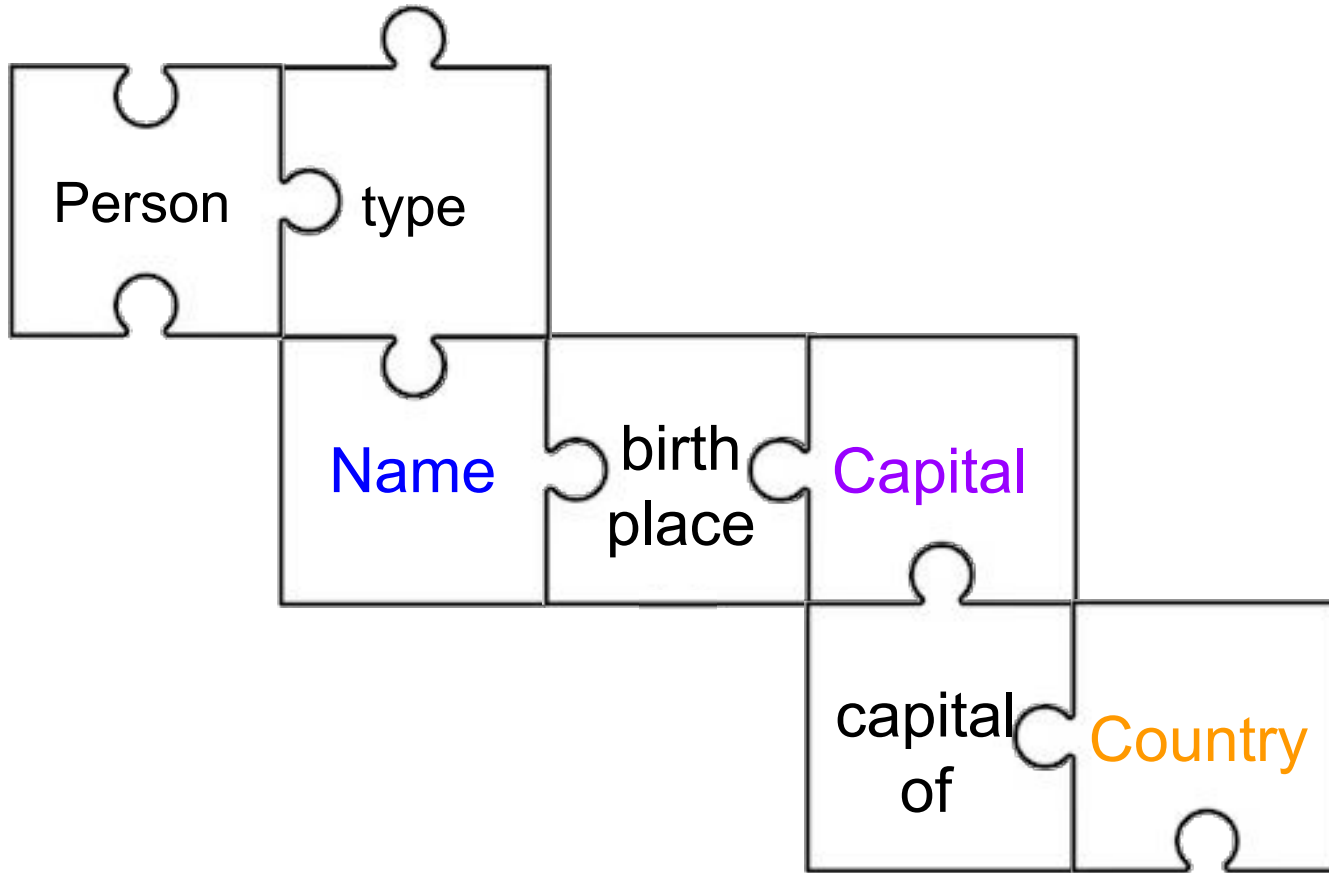 Person
type
Name
birth
place
Capital
capital
of
Country